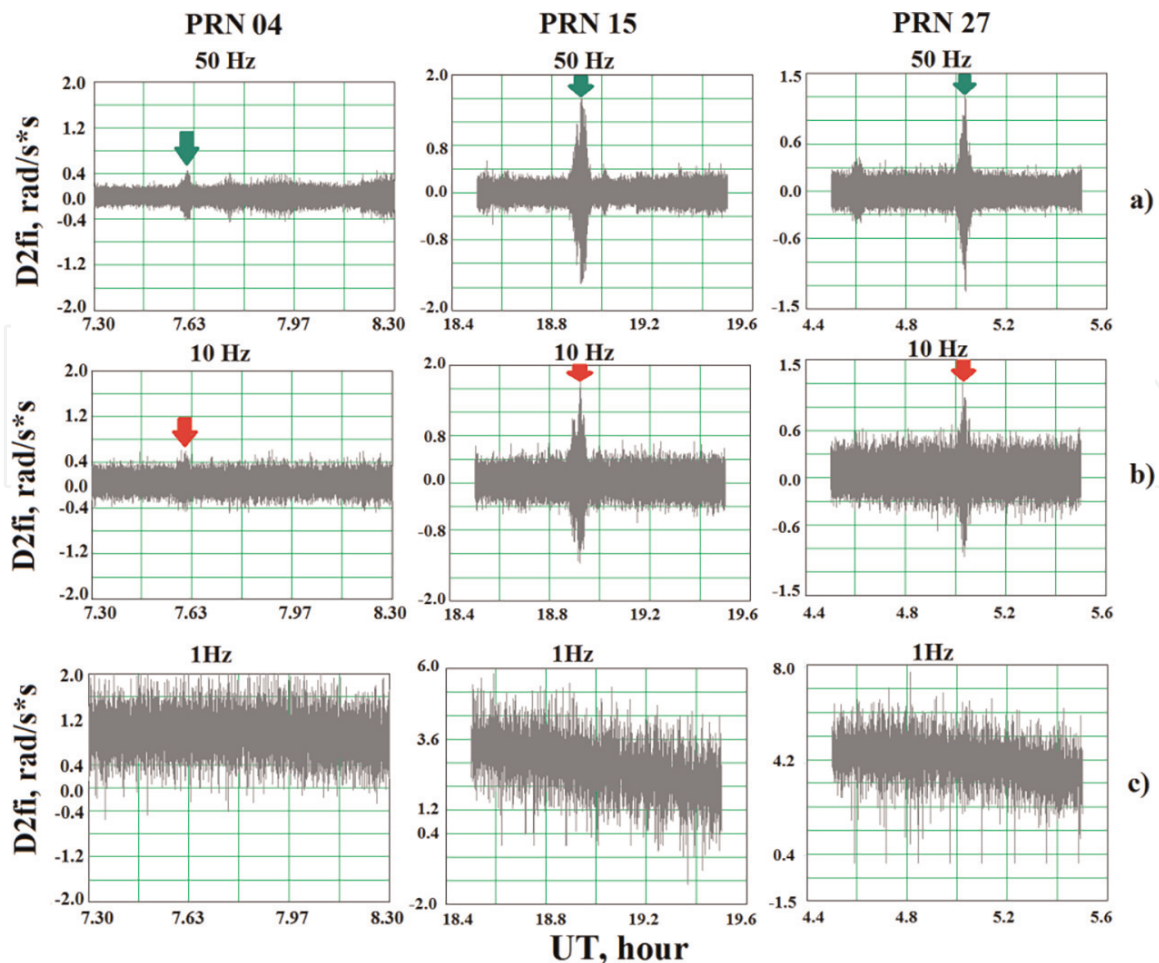 PRN 04 PRN 15 PRN 27
50 Hz 50 Hz 50 Hz
D2fi, rad/s*s
2.0
1.2
0.4
0.0
-0.4
-1.2
-2.0
7.30 7.63 7.97 8.30
2.0
0.8
0.0
-0.8
-2.0
18.4 18.8 19.2 19.6
1.5
0.6
0.0
-0.6
-1.5
4.4 4.8 5.2 5.6
a)
10 Hz 10 Hz 10 Hz
D2fi, rad/s*s
2.0
1.2
0.4
0.0
-0.4
-1.2
-2.0
7.30 7.63 7.97 8.30
2.0
0.8
0.0
-0.8
-2.0
18.4 18.8 19.2 19.6
1.5
0.6
0.0
-0.6
-1.5
4.4 4.8 5.2 5.6
b)
1Hz 1Hz 1Hz
D2fi, rad/s*s
2.0
1.2
0.4
0.0
-0.4
-1.2
-2.0
7.30 7.63 7.97 8.30
6.0
3.6
1.2
0.4
-2.0
18.4 18.8 19.2 19.6
8.0
4.2
0.4
-1.5
4.4 4.8 5.2 5.6
c)
UT, hour